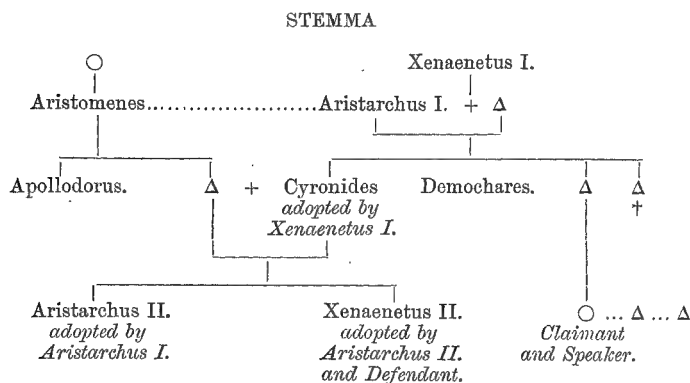 STEMMA
○ Xenaenetus I.
Aristomenes......................Aristarchus I. + Δ
Apollodorus. Δ + Cyronides Demochares. Δ Δ
adopted by †
Xenaenetus I.
Aristarchus II. Xenaenetus II. ○ ... Δ ... Δ
adopted by adopted by Claimant
Aristarchus I. Aristarchus II. and Speaker.
and Defendant.